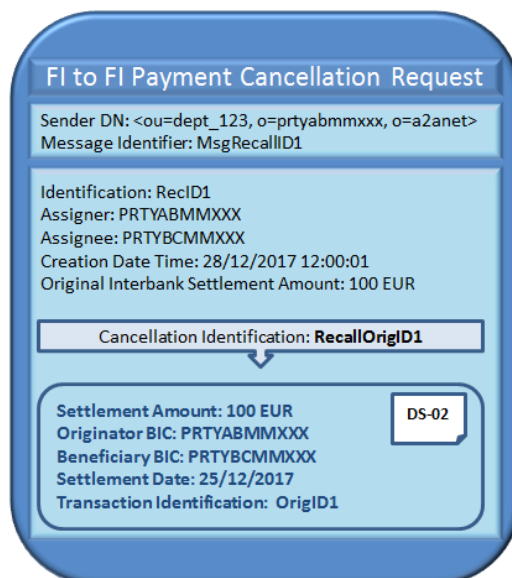 FI to FI Payment Cancellation Request
Sender DN: <ou=dept_123, o=prtyabmmxxx, o=a2anet>
Message Identifier: MsgRecallID1
Identification: RecID1
Assigner: PRTYABMMXXX
Assignee: PRTYBCMMXXX
Creation Date Time: 28/12/2017 12:00:01
Original Interbank Settlement Amount: 100 EUR
Cancellation Identification: RecallOrigID1
Settlement Amount: 100 EUR
Originator BIC: PRTYABMMXXX
Beneficiary BIC: PRTYBCMMXXX
Settlement Date: 25/12/2017
Transaction Identification: OrigID1
DS-02